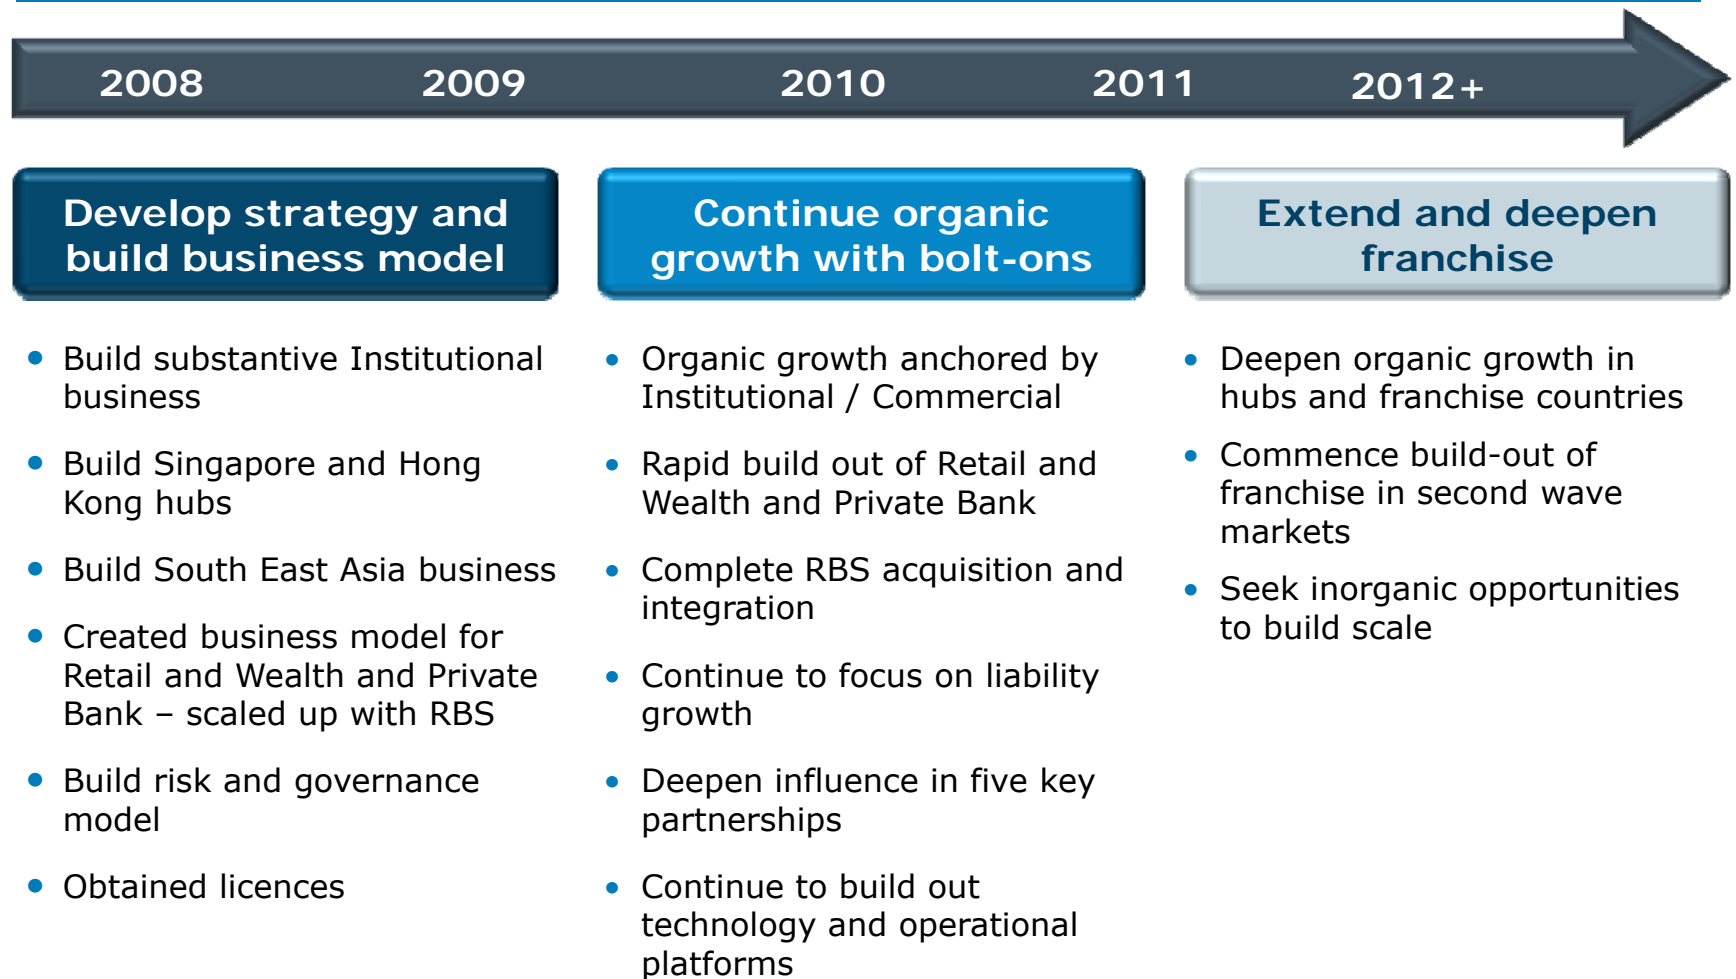 2008 2009 2010 2011 2012+
Develop strategy and
build business model
Continue organic
growth with bolt-ons
Extend and deepen
franchise
• Build substantive Institutional
business
• Build Singapore and Hong
Kong hubs
• Build South East Asia business
• Created business model for
Retail and Wealth and Private
Bank – scaled up with RBS
• Build risk and governance
model
• Obtained licences
• Organic growth anchored by
Institutional / Commercial
• Rapid build out of Retail and
Wealth and Private Bank
• Complete RBS acquisition and
integration
• Continue to focus on liability
growth
• Deepen influence in five key
partnerships
• Continue to build out
technology and operational
platforms
• Deepen organic growth in
hubs and franchise countries
• Commence build-out of
franchise in second wave
markets
• Seek inorganic opportunities
to build scale